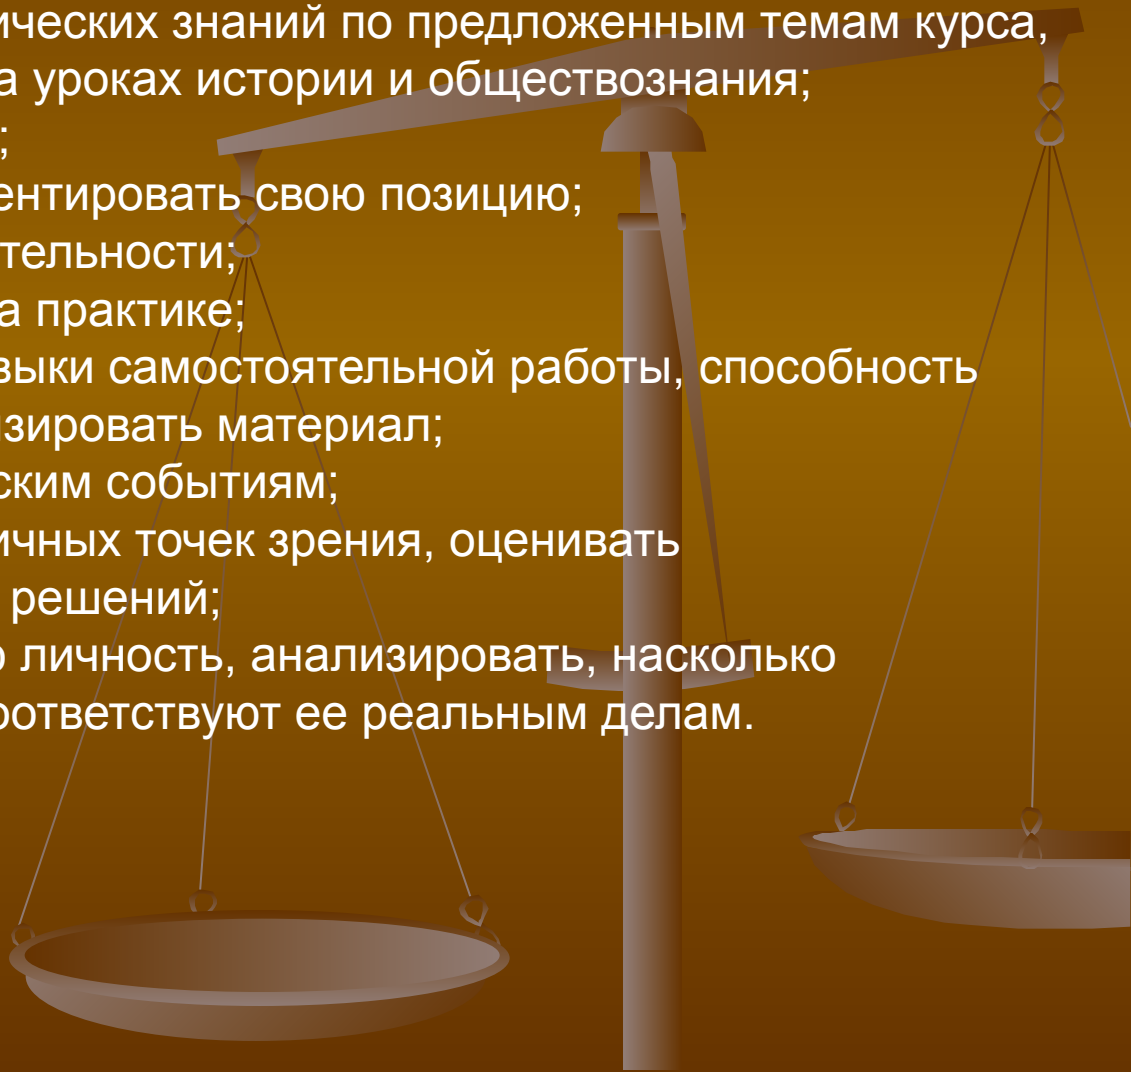 ических знаний по предложенным темам курса,
а уроках истории и обществознания;
;
ентировать свою позицию;
тельности;
а практике;
выки самостоятельной работы, способность
изировать материал;
ским событиям;
ичных точек зрения, оценивать
решений;
о личность, анализировать, насколько
оответствуют ее реальным делам.